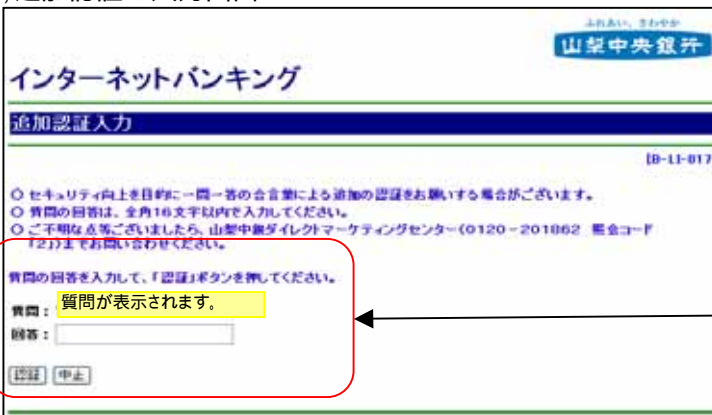 ふれあい、さわやか
山梨中央銀行
インターネットバンキング
追加認証入力
[B-LI-017
○ セキュリティ向上を目的に一問一答の合言葉による追加の認証をお願いする場合がございます。
○ 質問の回答は、全角16文字以内で入力してください。
○ ご不明な点等ございましたら、山梨中銀ダイレクトマーケティングセンター(0120-201862 照会コード
「2」)までお問い合わせください。
質問の回答を入力して、「認証」ボタンを押してください。
質問: 質問が表示されます。
回答:
認証 中止